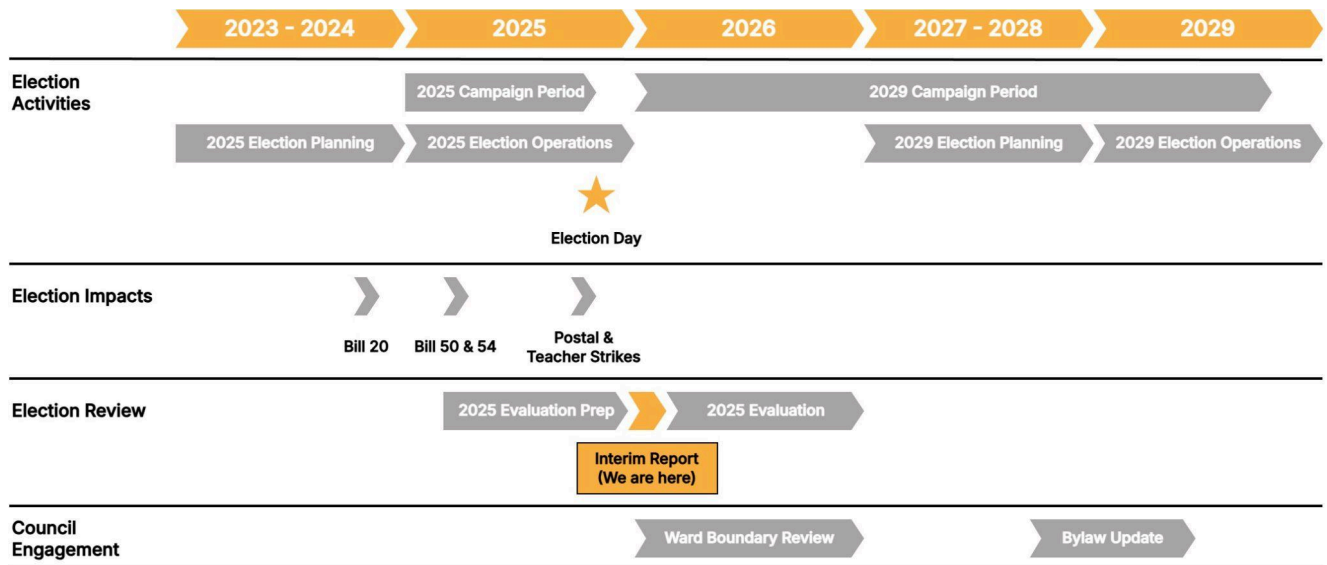 2023 - 2024
2025
2026
2027 - 2028
2029
Election
Activities
2025 Campaign Period
2029 Campaign Period
2025 Election Planning
2025 Election Operations
2029 Election Planning
2029 Election Operations
Election Day
Election Impacts
Bill 20
Bill 50 & 54
Postal &
Teacher Strikes
Election Review
2025 Evaluation Prep
2025 Evaluation
Interim Report
(We are here)
Council
Engagement
Ward Boundary Review
Bylaw Update